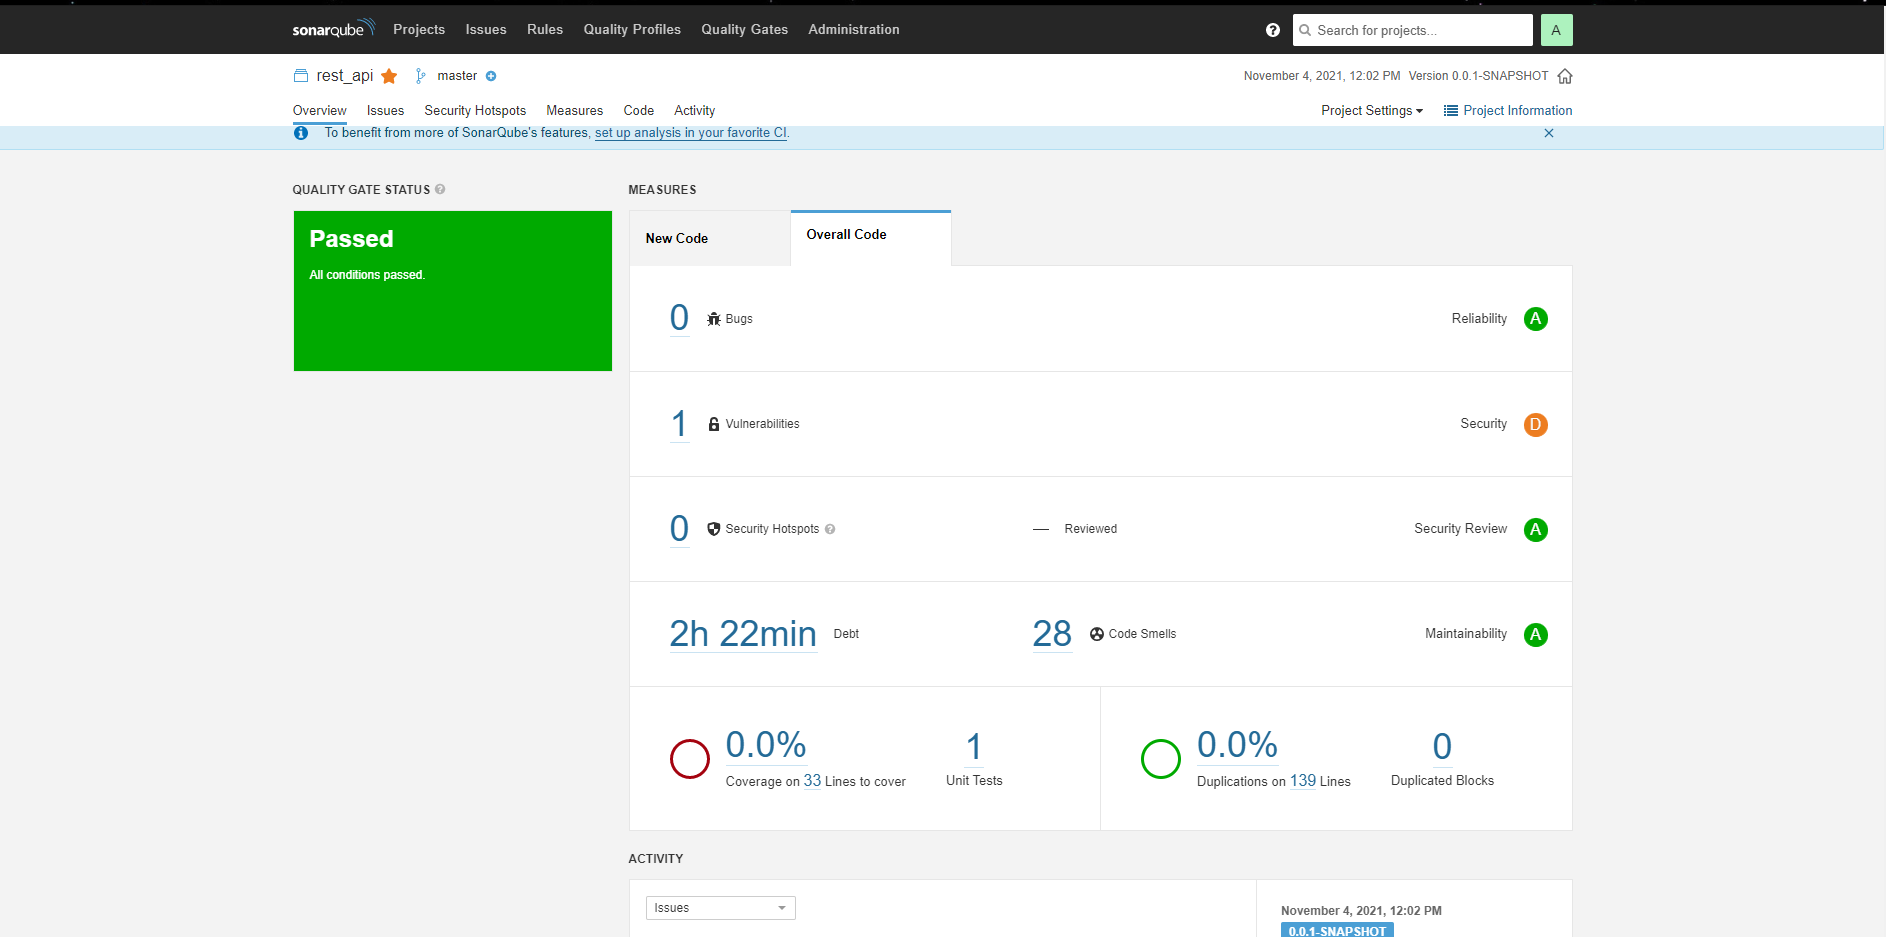 sonarqube Projects Issues Rules Quality Profiles Quality Gates Administration ? Search for projects... A
rest_api master November 4, 2021, 12:02 PM Version 0.0.1-SNAPSHOT
Overview Issues Security Hotspots Measures Code Activity Project Settings Project Information
To benefit from more of SonarQube's features, set up analysis in your favorite CI.
QUALITY GATE STATUS ?
Passed
All conditions passed.
MEASURES
New Code Overall Code
0 Bugs Reliability A
1 Vulnerabilities Security D
0 Security Hotspots ? — Reviewed Security Review A
2h 22min Debt 28 Code Smells Maintainability A
0.0% 1
Coverage on 33 Lines to cover Unit Tests
0.0% 0
Duplications on 139 Lines Duplicated Blocks
ACTIVITY
Issues
November 4, 2021, 12:02 PM
0.0.1-SNAPSHOT